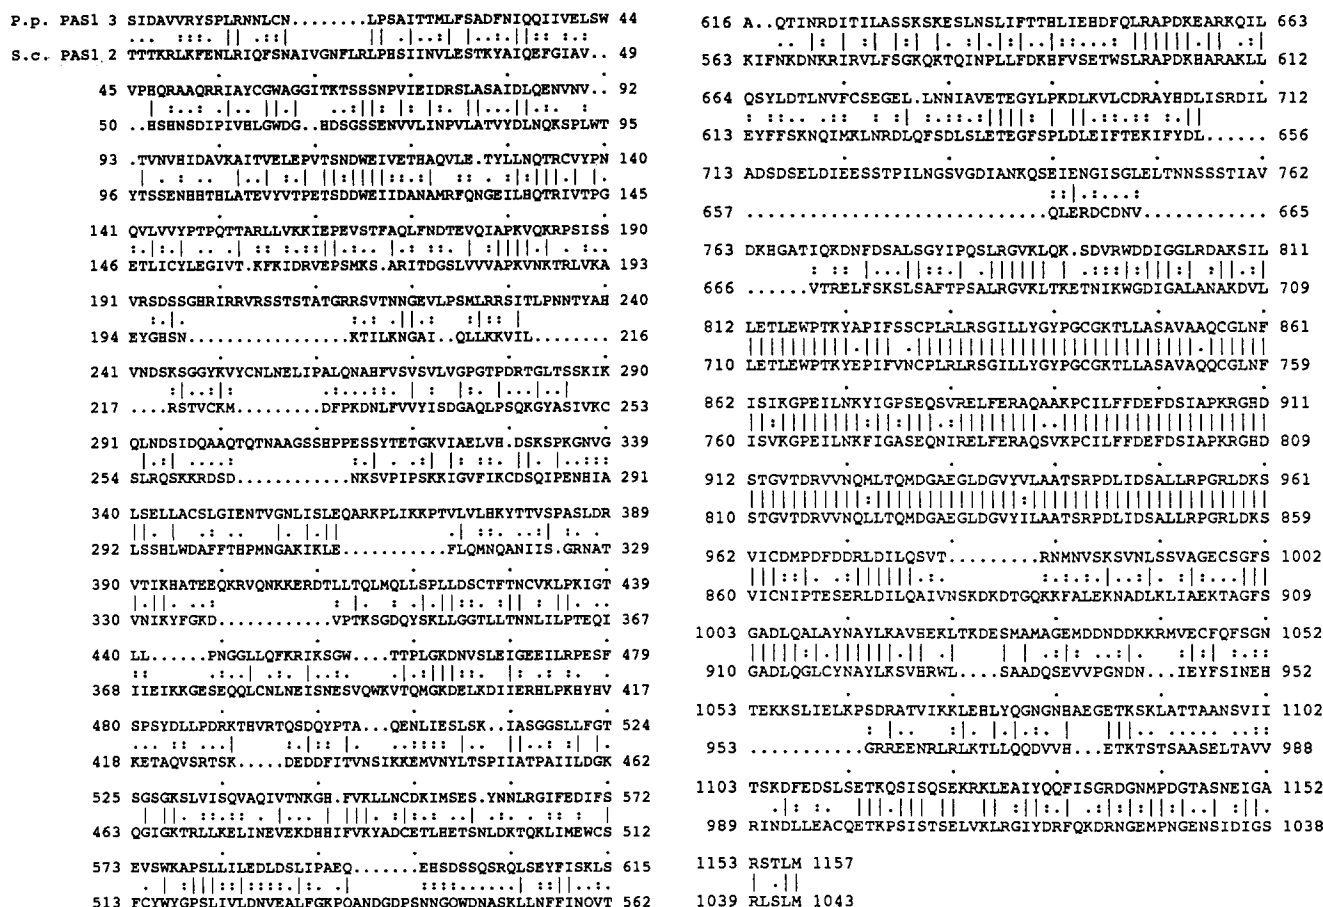 P.p. PAS1 3 SIDAVVRYSPLRNNLCN........LPSAITTMLFSADFNIQQIIVELSW 44
S.c. PAS1 2 TTTKRLKFENLRIQFSNAIVGNFLRLPHSIINVLESTKYAIQEFGIAV.. 49
45 VPHQRAAQRRIAYCGWAGGITKTSSSNPVIEIDRSLASAIDLQENVNV.. 92
50 ..HSHNSDIPIVHLGWDG..HDSGSSENVVLINPVLATVYDLNQKSPLWT 95
93 .TVNVHIDAVKAITVELEPVTSNDWEIVETHAQVLE.TYLLNQTRCVYPN 140
96 YTSSENHHTHLATEVYVTPETSDDWEIIDANAMRFQNGEILHQTRIVTPG 145
141 QVLVVYPTPQTTARLLVKKIEPEVSTFAQLFNDTEVQIAPKVQKRPSISS 190
146 ETLICYLEGIVT.KFKIDRVEPSMKS.ARITDGSLVVVAPKVNKTRLVKA 193
191 VRSDSSGHRIRRVRSSTSTATGRRSVTNNGEVLPSMLRRSITLPNNTYAH 240
194 EYGHSN................KTILKNGAI..QLLKKVIL........ 216
241 VNDSKSGGYKVYCNLNELIPALQNAHFVSVSVLVGPGTPDRTGLTSSKIK 290
217 ....RSTVCKM.........DFPKDNLFVVYISDGAQLPSQKGYASIVKC 253
291 QLNDSIDQAAQTQTNAAGSSHPPESSYTETGKVIAELVH.DSKSPKGNVG 339
254 SLRQSKKRDSD............NKSVPIPSKKIGVFIKCDSQIPENHIA 291
340 LSELLACSLGIENTVGNLISLEQARKPLIKKPTVLVLHKYTTVSPASLDR 389
292 LSSHLWDAFFTHPMNGAKIKLE...........FLQMNQANIIS.GRNAT 329
390 VTIKHATEEQKRVQNKKERDTLLTQLMQLLSPLLDSCTFTNCVKLPKIGT 439
330 VNIKYFGKD............VPTKSGDQYSKLLGGTLLTNNLILPTEQI 367
440 LL......PNGGLLQFKRIKSGW....TTPLGKDNVSLEIGEEILRPESF 479
368 IIEIKKGESEQQLCNLNEISNESVQWKVTQMGKDELKDIIERHLPKHYHV 417
480 SPSYDLLPDRKTHVRTQSDQYPTA...QENLIESLSK..IASGGSLLFGT 524
418 KETAQVSRTSK.....DEDDFITVNSIKKEMVNYLTSPIIATPAIILDGK 462
525 SGSGKSLVISQVAQIVTNKGH.FVKLLNCDKIMSES.YNNLRGIFEDIFS 572
463 QGIGKTRLLKELINEVEKDHHIFVKYADCETLHETSNLDKTQKLIMEWCS 512
573 EVSWKAPSLLILEDLDSLIPAEQ.......EHSDSSQSRQLSEYFISKLS 615
513 FCYWYGPSLIVLDNVEALFGKPQANDGDPSNNGQWDNASKLLNFFINQVT 562
616 A..QTINRDITILASSKSKESLNSLIFTTHLIEHDFQLRAPDKEARKQIL 663
563 KIFNKDNKRIRVLFSGKQKTQINPLLFDKHFVSETWSLRAPDKHARAKLL 612
664 QSYLDTLNVFCSEGEL.LNNIAVETEGYLPKDLKVLCDRAYHDLISRDIL 712
613 EYFFSKNQIMKLNRDLQFSDLSLETEGFSPLDLEIFTEKIFYDL...... 656
713 ADSDSELDIEESSTPILNGSVGDIANKQSEIENGISGLELTNNSSSTIAV 762
657 .............................QLERDCDNV............ 665
763 DKHGATIQKDNFDSALSGYIPQSLRGVKLQK.SDVRWDDIGGLRDAKSIL 811
666 ......VTRELFSKSLSAFTPSALRGVKLTKETNIKWGDIGALANAKDVL 709
812 LETLEWPTKYAPIFSSCPLRLRSGILLYGYPGCGKTLLASAVAAQCGLNF 861
710 LETLEWPTKYEPIFVNCPLRLRSGILLYGYPGCGKTLLASAVAQQCGLNF 759
862 ISIKGPEILNKYIGPSEQSVRELFERAQAAKPCILFFDEFDSIAPKRGHD 911
760 ISVKGPEILNKFIGASEQNIRELFERAQSVKPCILFFDEFDSIAPKRGHD 809
912 STGVTDRVVNQMLTQMDGAEGLDGVYVLAATSRPDLIDSALLRPGRLDKS 961
810 STGVTDRVVNQLLTQMDGAEGLDGVYILAATSRPDLIDSALLRPGRLDKS 859
962 VICDMPDFDDRLDILQSVT.........RNMNVSKSVNLSSVAGECSGFS 1002
860 VICNIPTESERLDILQAIVNSKDKDTGQKKFALEKNADLKLIAEKTAGFS 909
1003 GADLQALAYNAYLKAVHEKLTKDESMAMAGEMDDNDDKKRMVECFQFSGN 1052
910 GADLQGLCYNAYLKSVHRWL....SAADQSEVVPGNDN...IEYFSINEH 952
1053 TEKKSLIELKPSDRATVIKKLEHLYQGNGNHAEGETKSKLATTAANSVII 1102
953 ...........GRREENRLRLKTLLQQDVVH...ETKTSTSAASELTAVV 988
1103 TSKDFEDSLSETKQSISQSEKRKLEAIYQQFISGRDGNMPDGTASNEIGA 1152
989 RINDLLEACQETKPSISTSELVKLRGIYDRFQKDRNGEMPNGENSIDIGS 1038
1153 RSTLM 1157
1039 RLSLM 1043